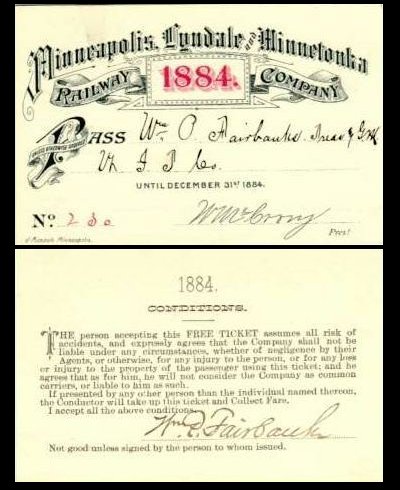 Minneapolis, Lyndale and Minnetonka
RAILWAY 1884. COMPANY
PASS Wm P. Fairbanks. Treas
UNLESS OTHERWISE ORDERED
Co.
UNTIL DECEMBER 31ST 1884.
No. 230 W McCrory
Prest
Minneapolis.
1884.
CONDITIONS.
THE person accepting this FREE TICKET assumes all risk of
accidents, and expressly agrees that the Company shall not be
liable under any circumstances, whether of negligence by their
Agents, or otherwise, for any injury to the person, or for any loss
or injury to the property of the passenger using this ticket; and he
agrees that as for him, he will not consider the Company as common
carriers, or liable to him as such.
If presented by any other person than the individual named thereon,
the Conductor will take up this ticket and Collect Fare.
I accept all the above conditions.
Wm. P. Fairbank
Not good unless signed by the person to whom issued.